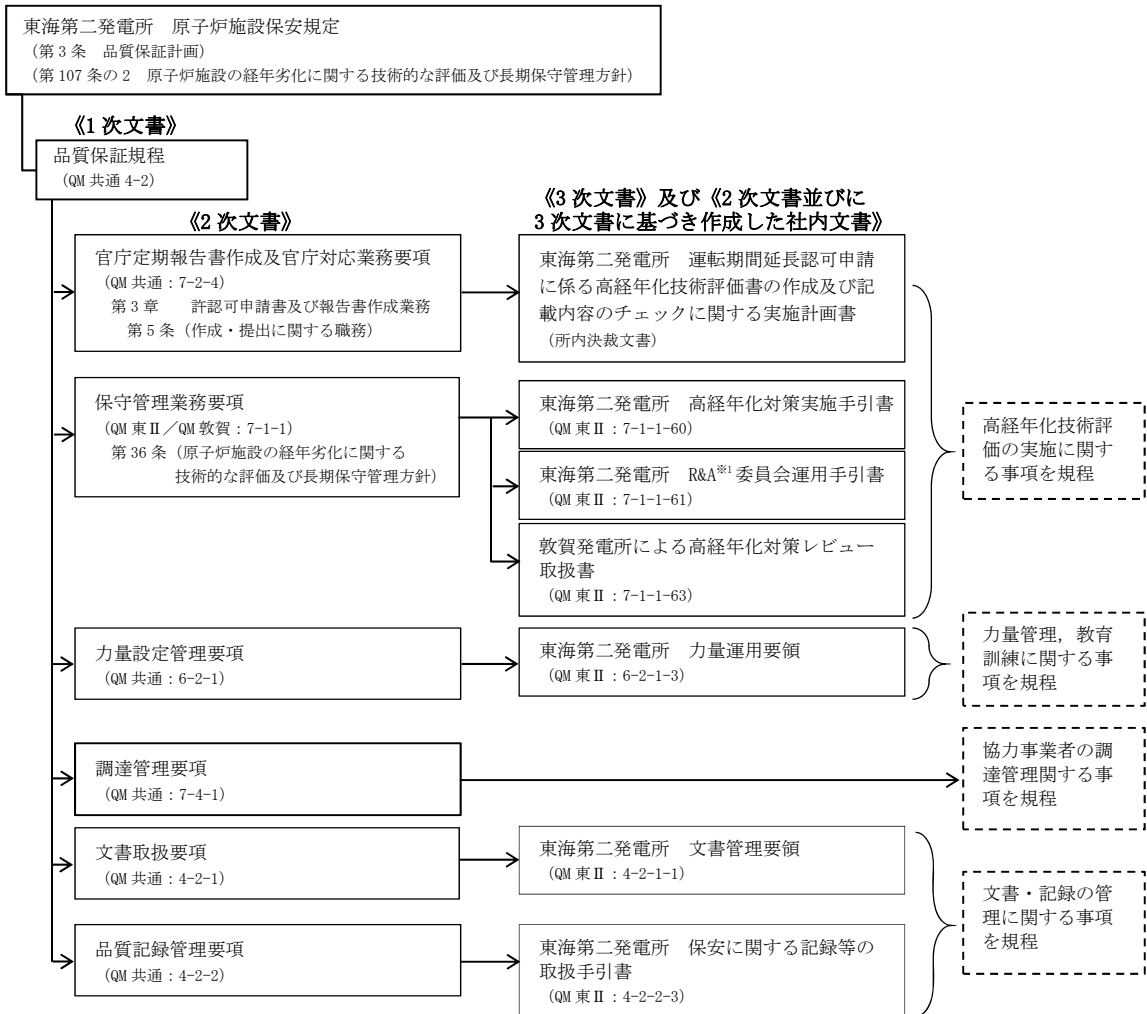 東海第二発電所　原子炉施設保安規定
（第3条　品質保証計画）
（第107条の2　原子炉施設の経年劣化に関する技術的な評価及び長期保守管理方針）
《1次文書》
品質保証規程
（QM 共通 4-2）
《2次文書》
《3次文書》及び《2次文書並びに
3次文書に基づき作成した社内文書》
官庁定期報告書作成及官庁対応業務要項
（QM 共通：7-2-4）
第3章　　許認可申請書及び報告書作成業務
第5条（作成・提出に関する職務）
東海第二発電所　運転期間延長認可申請
に係る高経年化技術評価書の作成及び記
載内容のチェックに関する実施計画書
（所内決裁文書）
保守管理業務要項
（QM 東Ⅱ／QM 敦賀：7-1-1）
第36条（原子炉施設の経年劣化に関する
技術的な評価及び長期保守管理方針）
東海第二発電所　高経年化対策実施手引書
（QM 東Ⅱ：7-1-1-60）
東海第二発電所　R&A※1 委員会運用手引書
（QM 東Ⅱ：7-1-1-61）
敦賀発電所による高経年化対策レビュー
取扱書
（QM 東Ⅱ：7-1-1-63）
高経年化技術評
価の実施に関す
る事項を規程
力量設定管理要項
（QM 共通：6-2-1）
東海第二発電所　力量運用要領
（QM 東Ⅱ：6-2-1-3）
力量管理，教育
訓練に関する事
項を規程
調達管理要項
（QM 共通：7-4-1）
協力事業者の調
達管理関する事
項を規程
文書取扱要項
（QM 共通：4-2-1）
東海第二発電所　文書管理要領
（QM 東Ⅱ：4-2-1-1）
品質記録管理要項
（QM 共通：4-2-2）
東海第二発電所　保安に関する記録等の
取扱手引書
（QM 東Ⅱ：4-2-2-3）
文書・記録の管
理に関する事項
を規程